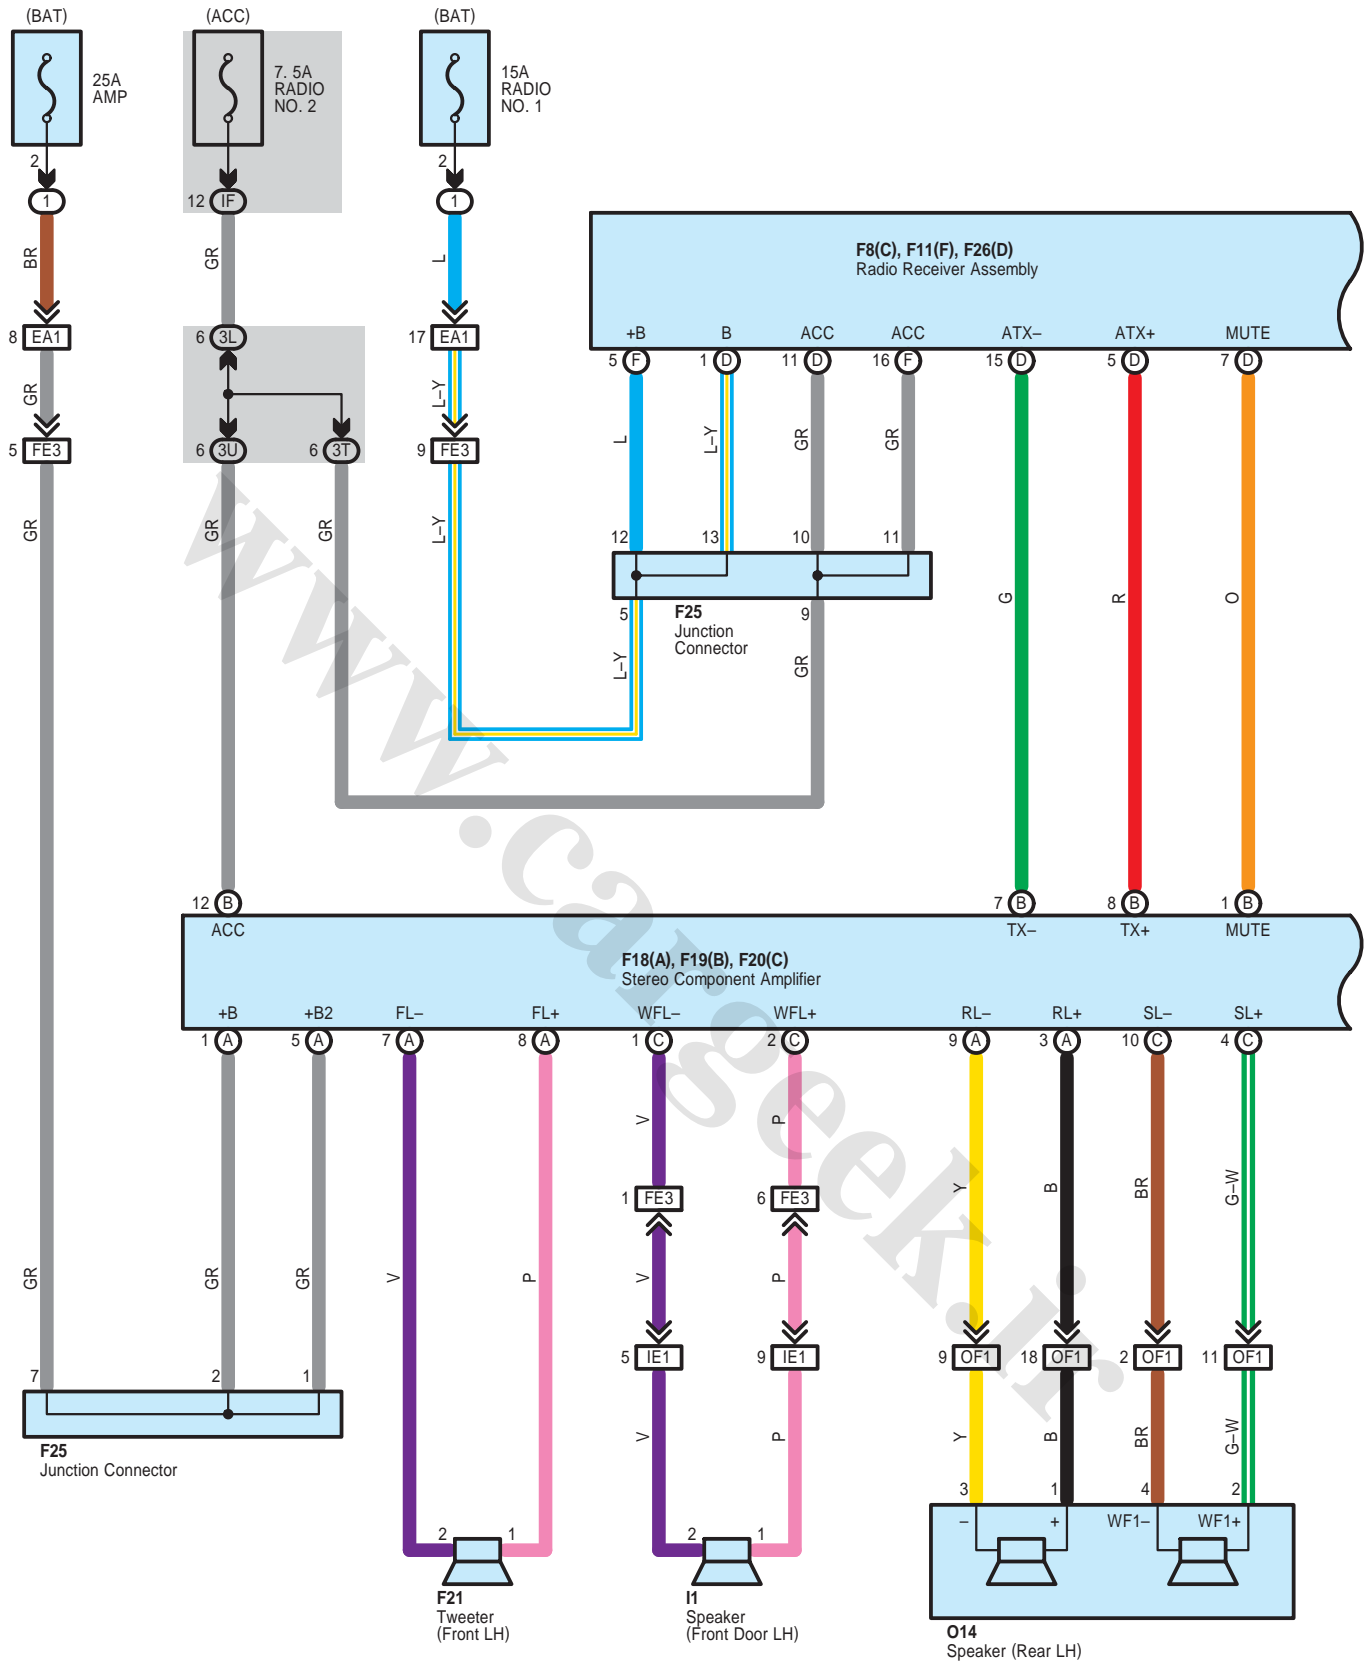 (BAT) (ACC) (BAT)
25A
AMP
7. 5A
RADIO
NO. 2
15A
RADIO
NO. 1
2 2
1 12 IF 1
BR GR L
F8(C), F11(F), F26(D)
Radio Receiver Assembly
+B B ACC ACC ATX– ATX+ MUTE
8 EA1 6 3L 17 EA1
5 F 1 D 11 D 16 F 15 D 5 D 7 D
GR L–Y
L L–Y GR GR
5 FE3 6 3U 6 3T 9 FE3
GR GR GR L–Y
12 13 10 11
G R O
5 9
F25
Junction
Connector
L–Y GR
12 B 7 B 8 B 1 B
ACC TX– TX+ MUTE
F18(A), F19(B), F20(C)
Stereo Component Amplifier
+B +B2 FL– FL+ WFL– WFL+ RL– RL+ SL– SL+
1 A 5 A 7 A 8 A 1 C 2 C 9 A 3 A 10 C 4 C
V P
Y B BR G–W
1 FE3 6 FE3
GR GR GR V P V P
5 IE1 9 IE1 9 OF1 18 OF1 2 OF1 11 OF1
7 2 1
V P Y B BR G–W
F25
Junction Connector
3 1 4 2
– + WF1– WF1+
2 1 2 1
F21
Tweeter
(Front LH)
I1
Speaker
(Front Door LH)
O14
Speaker (Rear LH)
www.cargeek.ir